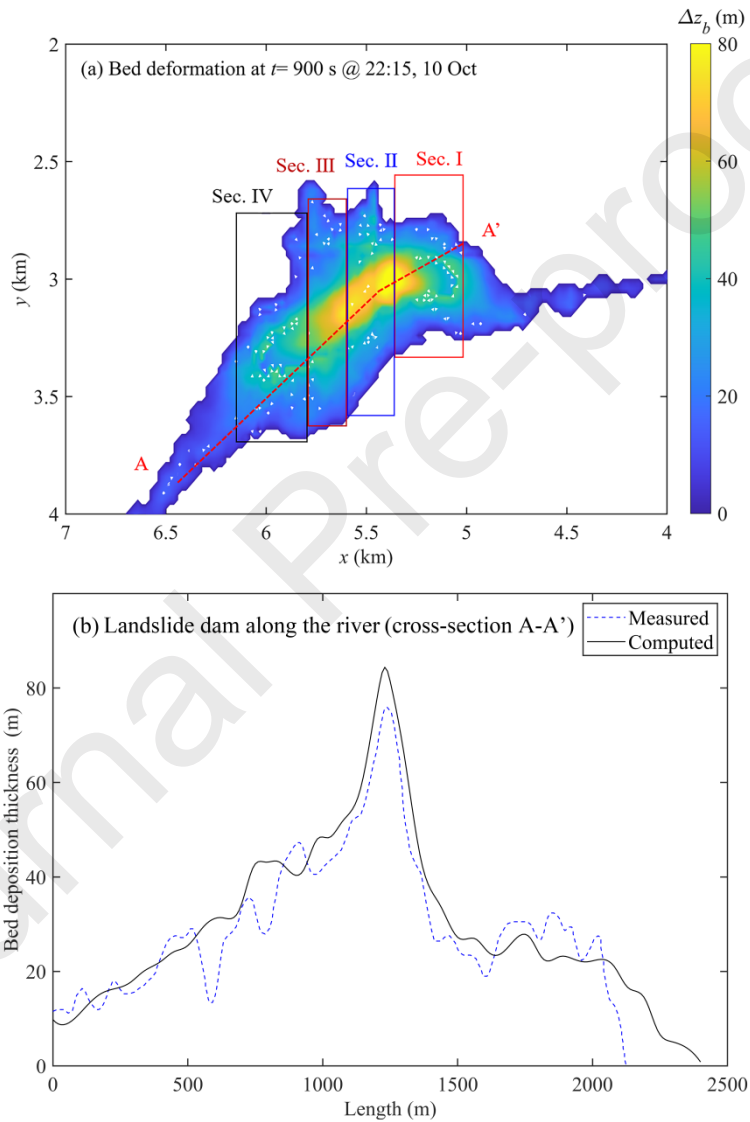 Δz_b (m)
(a) Bed deformation at t= 900 s @ 22:15, 10 Oct
Sec. I
Sec. II
Sec. III
Sec. IV
A'
A
2
2.5
3
3.5
4
y (km)
7
6.5
6
5.5
5
4.5
4
x (km)
80
60
40
20
0
(b) Landslide dam along the river (cross-section A-A')
Measured
Computed
80
60
40
20
0
Bed deposition thickness (m)
0
500
1000
1500
2000
2500
Length (m)
rnal Pre-proo